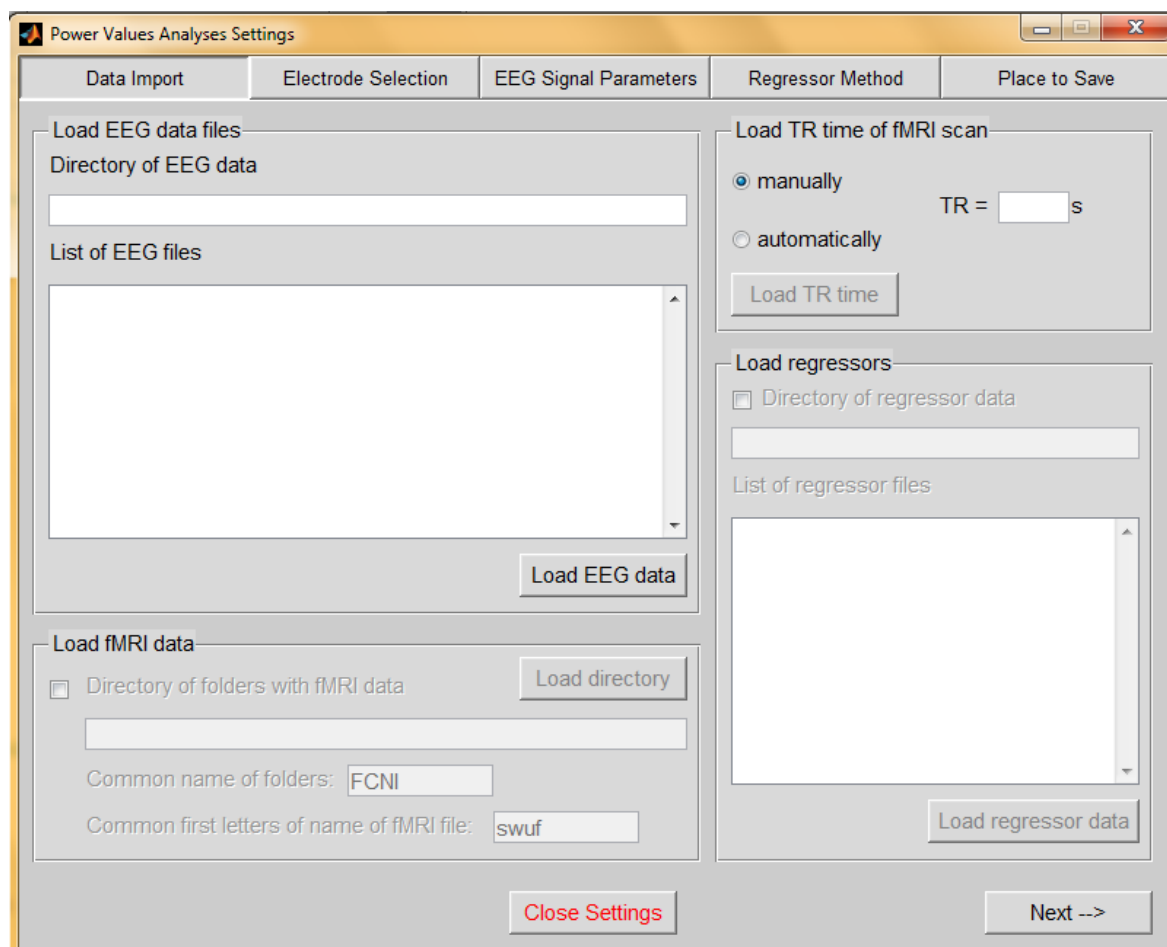 Power Values Analyses Settings
Data Import
Electrode Selection
EEG Signal Parameters
Regressor Method
Place to Save
Load EEG data files
Directory of EEG data
List of EEG files
Load EEG data
Load fMRI data
Directory of folders with fMRI data
Load directory
Common name of folders: FCNI
Common first letters of name of fMRI file: swuf
Load TR time of fMRI scan
manually
TR = s
automatically
Load TR time
Load regressors
Directory of regressor data
List of regressor files
Load regressor data
Close Settings
Next -->